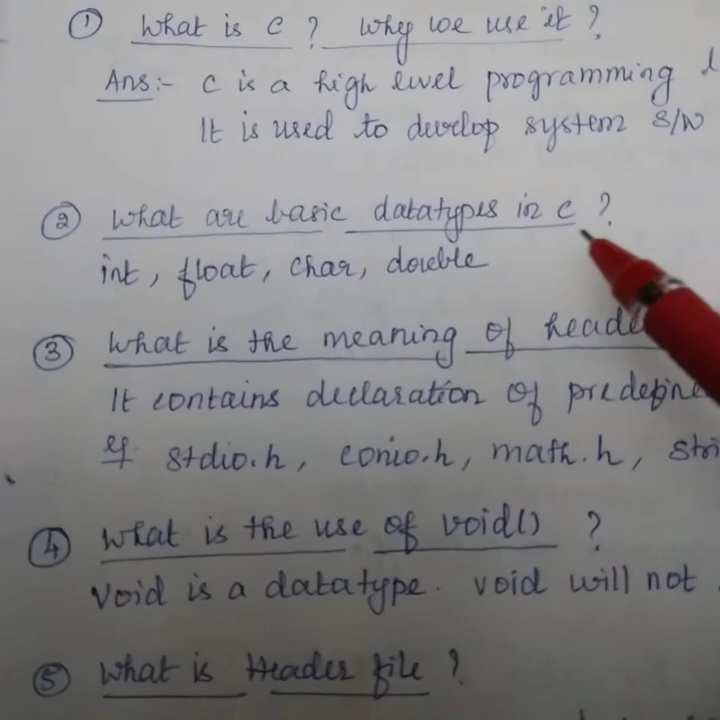 ① What is C ? Why we use it ?
Ans:- C is a high level programming
It is used to develop system S/W
② What are basic datatypes in C ?
int, float, char, double
③ What is the meaning of heade
It contains declaration of predefine
eg stdio.h, conio.h, math.h, stri
④ What is the use of void() ?
Void is a datatype. void will not
⑤ What is Header file ?